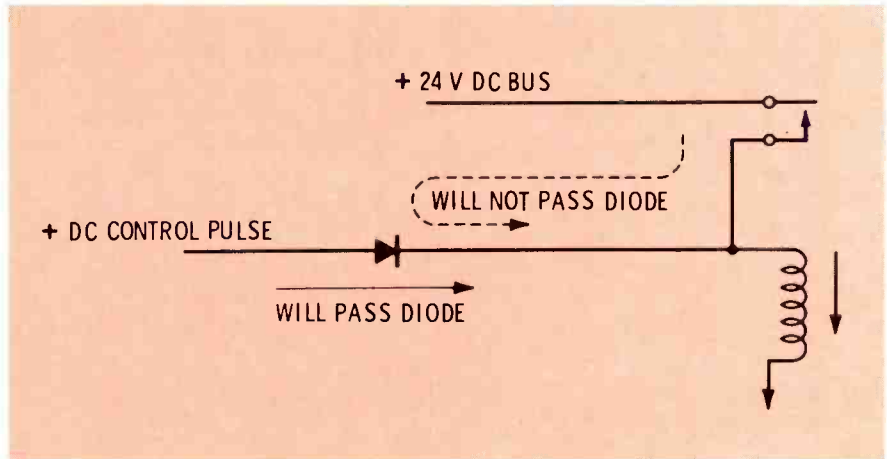 + 24 V DC BUS
WILL NOT PASS DIODE
+ DC CONTROL PULSE
WILL PASS DIODE